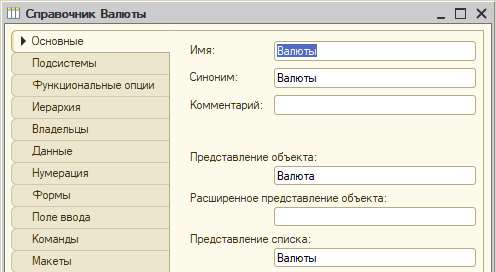 Справочник Валюты
Основные
Подсистемы
Функциональные опции
Иерархия
Владельцы
Данные
Нумерация
Формы
Поле ввода
Команды
Макеты
Имя: Валюты
Синоним: Валюты
Комментарий:
Представление объекта:
Валюта
Расширенное представление объекта:
Представление списка:
Валюты